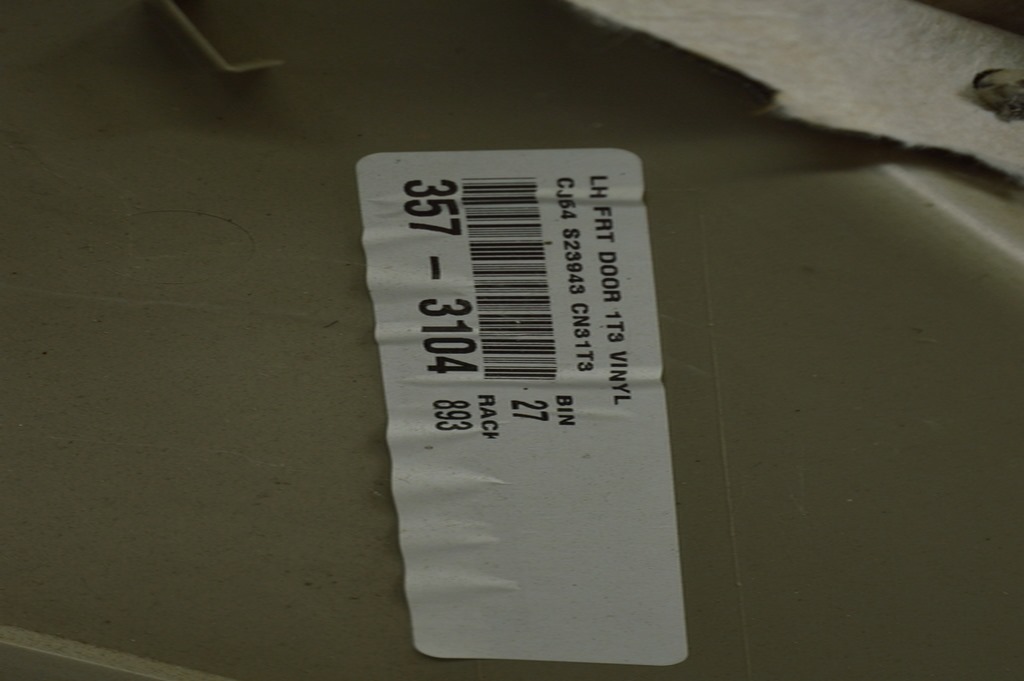 LH FRT DOOR 1T3 VINYL
CJ54 S23943 CN31T3
BIN
27
RACK
893
357 - 3104